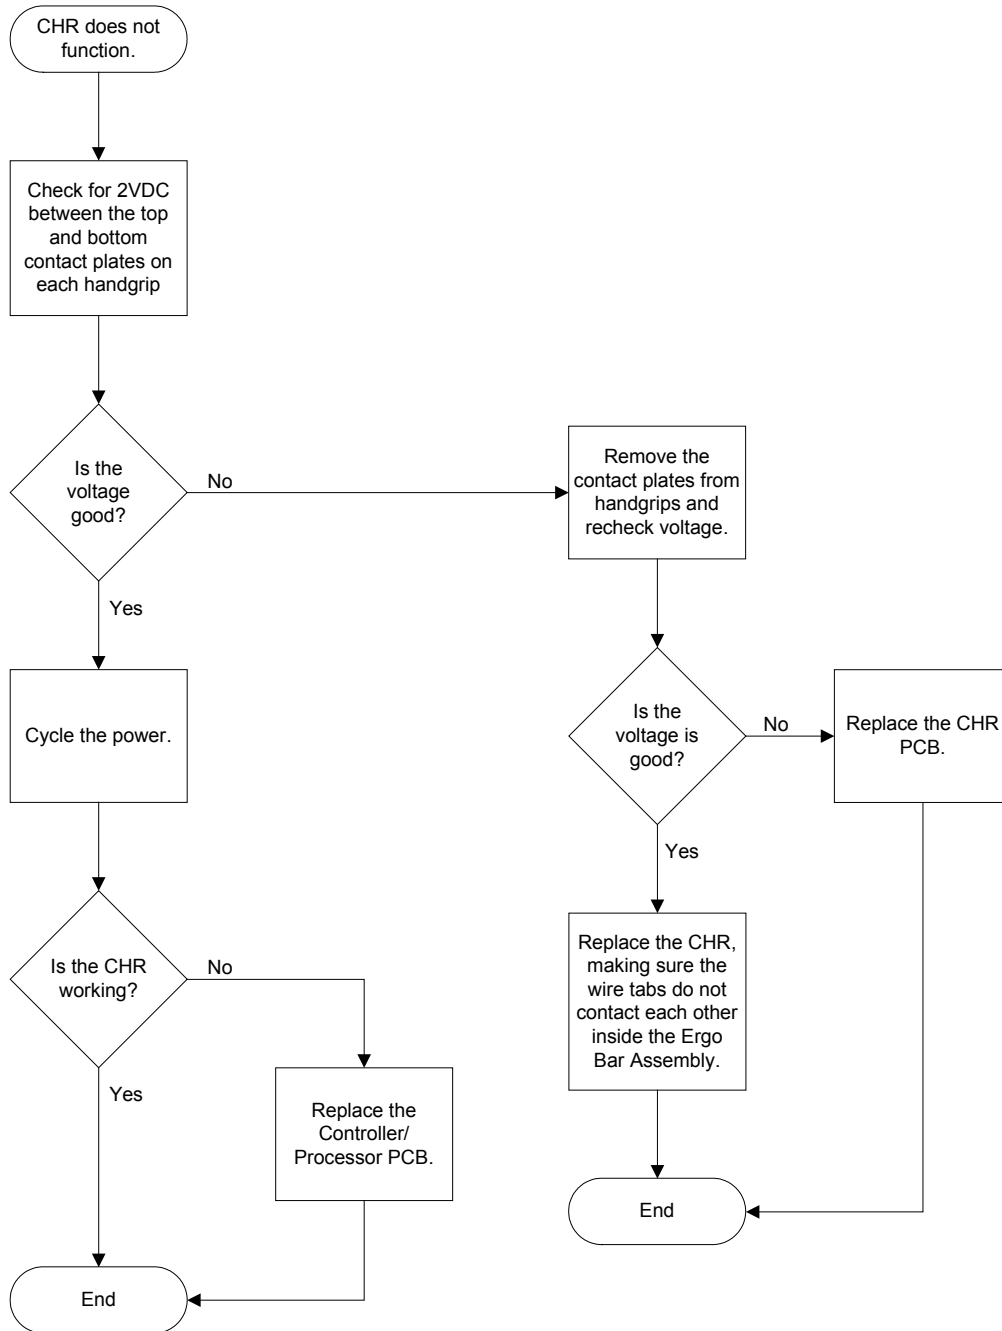 CHR does not
function.
Check for 2VDC
between the top
and bottom
contact plates on
each handgrip
Is the
voltage
good?
No
Remove the
contact plates from
handgrips and
recheck voltage.
Yes
Cycle the power.
Is the
voltage is
good?
No
Replace the CHR
PCB.
Yes
Is the CHR
working?
No
Replace the CHR,
making sure the
wire tabs do not
contact each other
inside the Ergo
Bar Assembly.
Yes
Replace the
Controller/
Processor PCB.
End
End